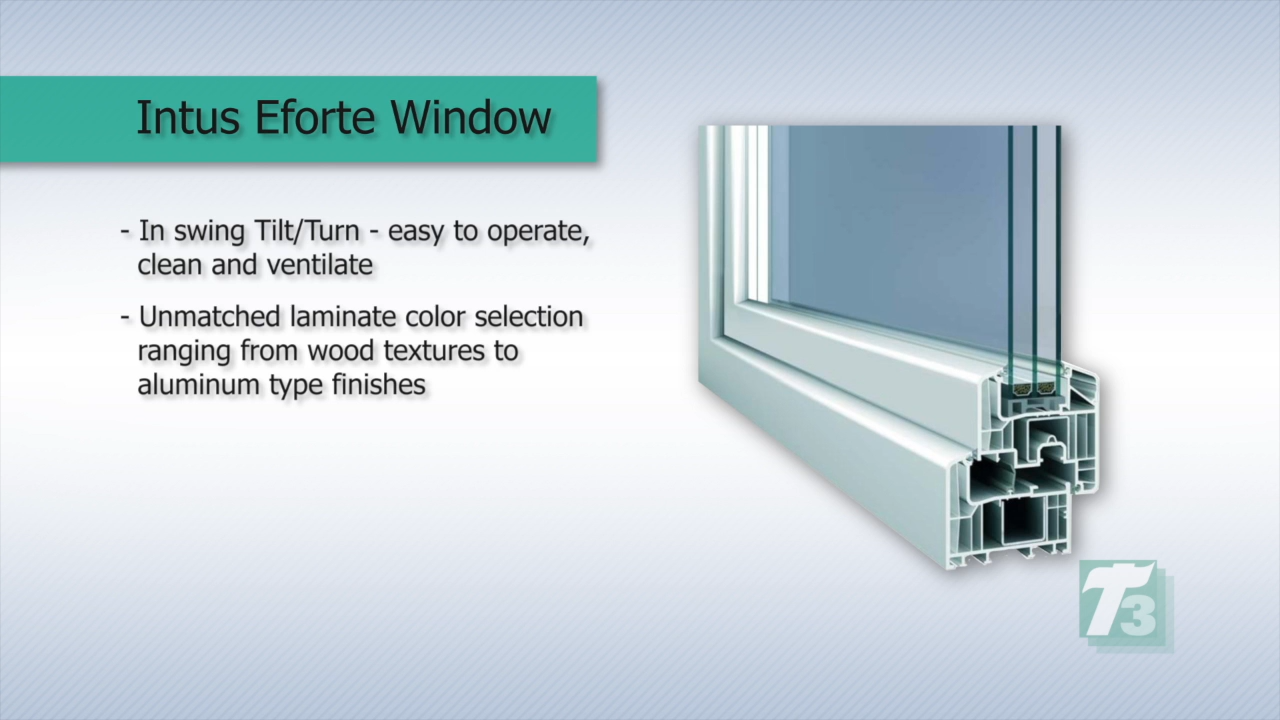 Intus Eforte Window
- In swing Tilt/Turn - easy to operate,
clean and ventilate
- Unmatched laminate color selection
ranging from wood textures to
aluminum type finishes
T3